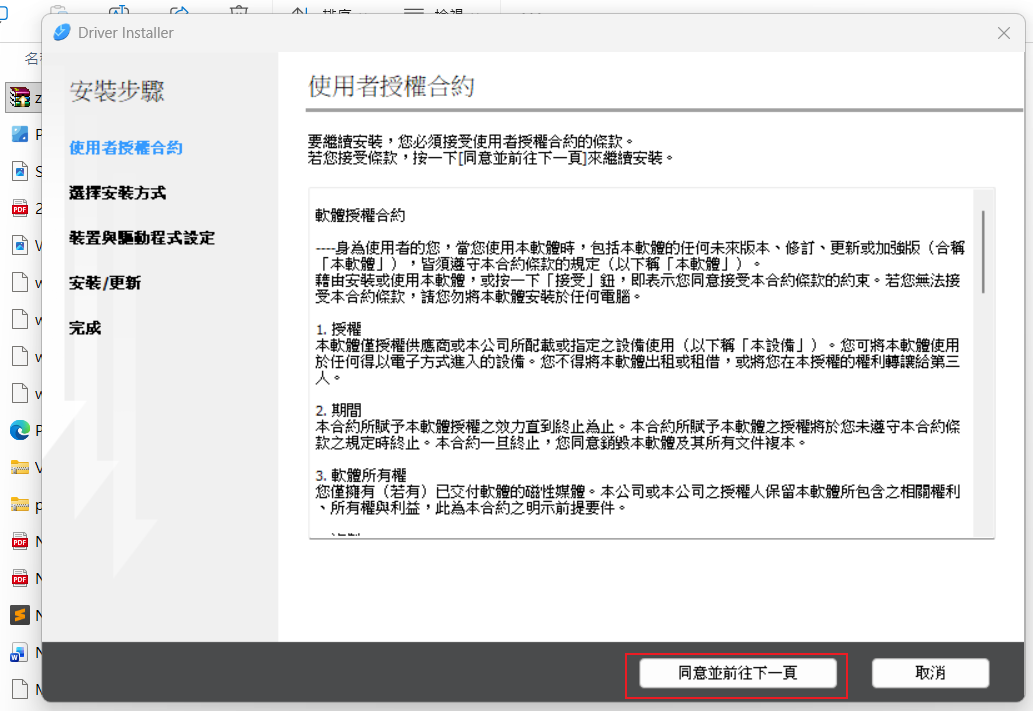 排序
檢視
Driver Installer
名
安裝步驟
使用者授權合約
選擇安裝方式
裝置與驅動程式設定
安裝/更新
完成
使用者授權合約
要繼續安裝，您必須接受使用者授權合約的條款。
若您接受條款，按一下[同意並前往下一頁]來繼續安裝。
軟體授權合約
----身為使用者的您，當您使用本軟體時，包括本軟體的任何未來版本、修訂、更新或加強版（合稱
「本軟體」），皆須遵守本合約條款的規定（以下稱「本軟體」）。
藉由安裝或使用本軟體，或按一下「接受」鈕，即表示您同意接受本合約條款的約束。若您無法接
受本合約條款，請您勿將本軟體安裝於任何電腦。
1. 授權
本軟體僅授權供應商或本公司所配載或指定之設備使用（以下稱「本設備」）。您可將本軟體使用
於任何得以電子方式進入的設備。您不得將本軟體出租或租借，或將您在本授權的權利轉讓給第三
人。
2. 期間
本合約所賦予本軟體授權之效力直到終止為止。本合約所賦予本軟體之授權將於您未遵守本合約條
款之規定時終止。本合約一旦終止，您同意銷毀本軟體及其所有文件複本。
3. 軟體所有權
您僅擁有（若有）已交付軟體的磁性媒體。本公司或本公司之授權人保留本軟體所包含之相關權利
、所有權與利益，此為本合約之明示前提要件。
同意並前往下一頁
取消